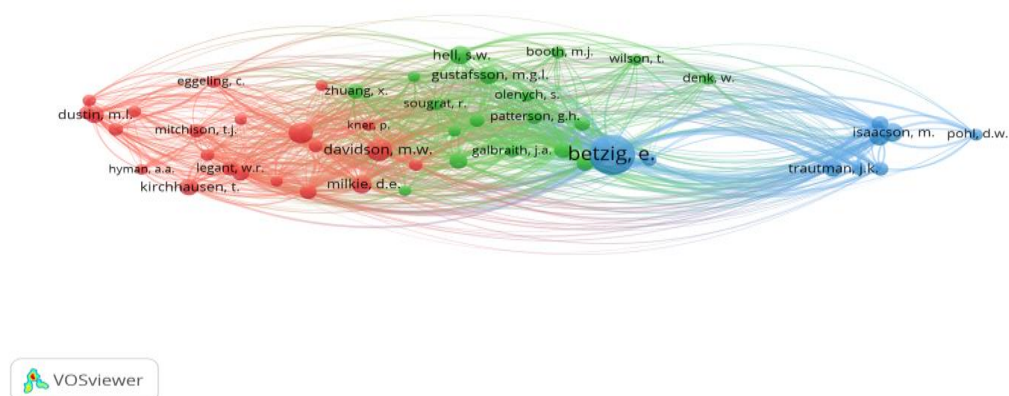 hell, s.w.
booth, m.j.
wilson, t.
eggeling, c.
gustafsson, m.g.l.
denk, w.
zhuang, x.
olenych, s.
sougrat, r.
dustin, m.l.
patterson, g.h.
mitchison, t.j.
kner, p.
isaacson, m.
pohl, d.w.
davidson, m.w.
galbraith, j.a.
betzig, e.
hyman, a.a.
legant, w.r.
trautman, j.k.
kirchhausen, t.
milkie, d.e.
VOSviewer